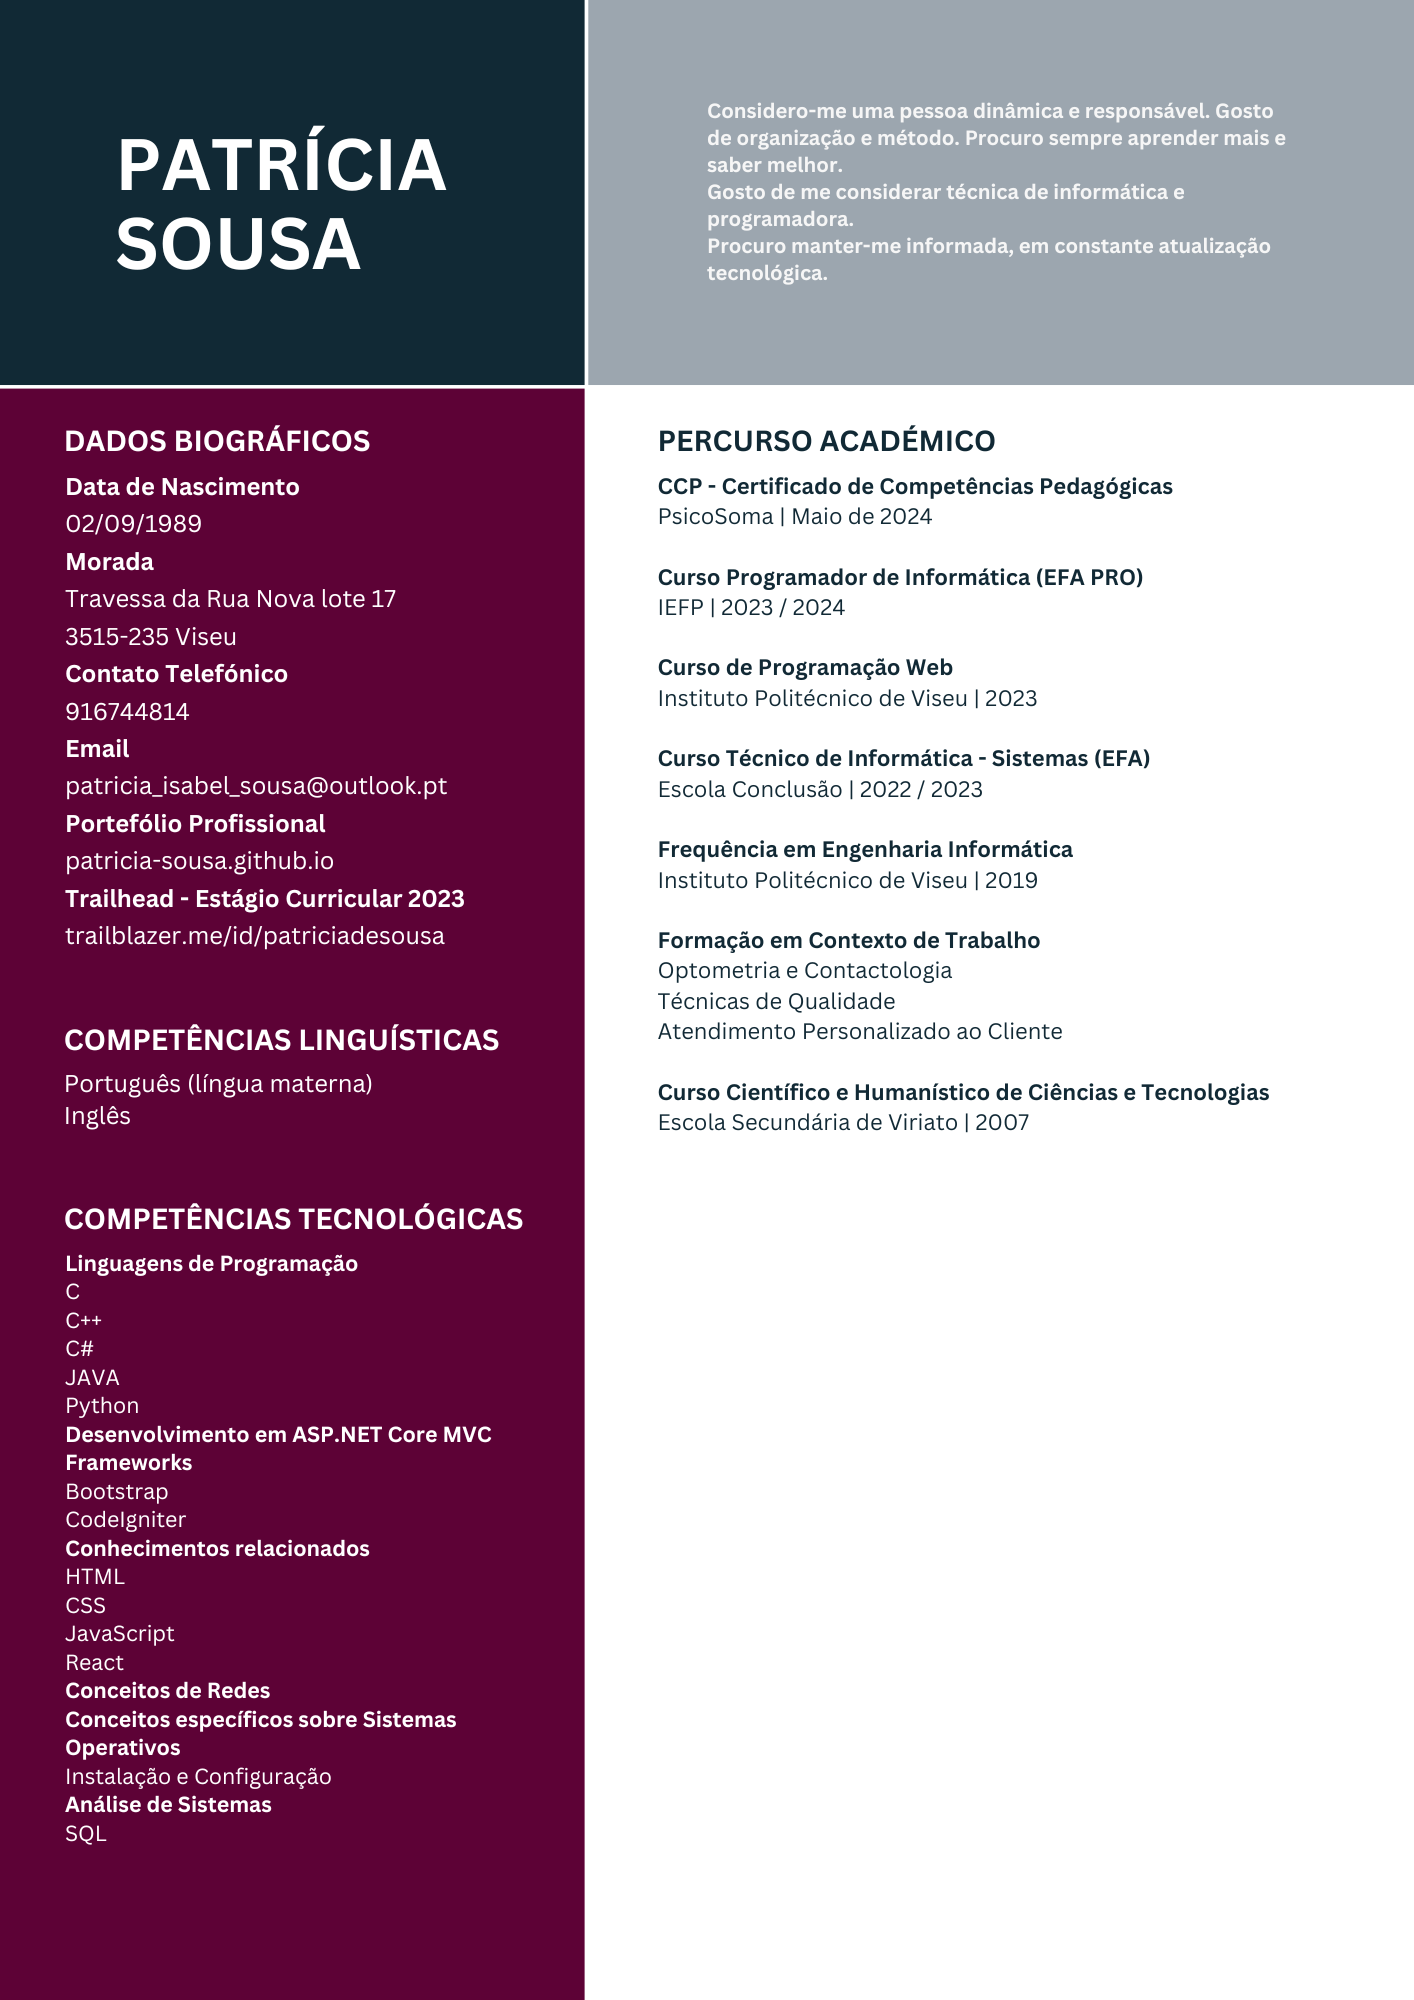 PATRÍCIA
SOUSA
Considero-me uma pessoa dinâmica e responsável. Gosto
de organização e método. Procuro sempre aprender mais e
saber melhor.
Gosto de me considerar técnica de informática e
programadora.
Procuro manter-me informada, em constante atualização
tecnológica.
DADOS BIOGRÁFICOS
Data de Nascimento
02/09/1989
Morada
Travessa da Rua Nova lote 17
3515-235 Viseu
Contato Telefónico
916744814
Email
patricia_isabel_sousa@outlook.pt
Portefólio Profissional
patricia-sousa.github.io
Trailhead - Estágio Curricular 2023
trailblazer.me/id/patriciadesousa
COMPETÊNCIAS LINGUÍSTICAS
Português (língua materna)
Inglês
COMPETÊNCIAS TECNOLÓGICAS
Linguagens de Programação
C
C++
C#
JAVA
Python
Desenvolvimento em ASP.NET Core MVC
Frameworks
Bootstrap
CodeIgniter
Conhecimentos relacionados
HTML
CSS
JavaScript
React
Conceitos de Redes
Conceitos específicos sobre Sistemas
Operativos
Instalação e Configuração
Análise de Sistemas
SQL
PERCURSO ACADÉMICO
CCP - Certificado de Competências Pedagógicas
PsicoSoma | Maio de 2024
Curso Programador de Informática (EFA PRO)
IEFP | 2023 / 2024
Curso de Programação Web
Instituto Politécnico de Viseu | 2023
Curso Técnico de Informática - Sistemas (EFA)
Escola Conclusão | 2022 / 2023
Frequência em Engenharia Informática
Instituto Politécnico de Viseu | 2019
Formação em Contexto de Trabalho
Optometria e Contactologia
Técnicas de Qualidade
Atendimento Personalizado ao Cliente
Curso Científico e Humanístico de Ciências e Tecnologias
Escola Secundária de Viriato | 2007